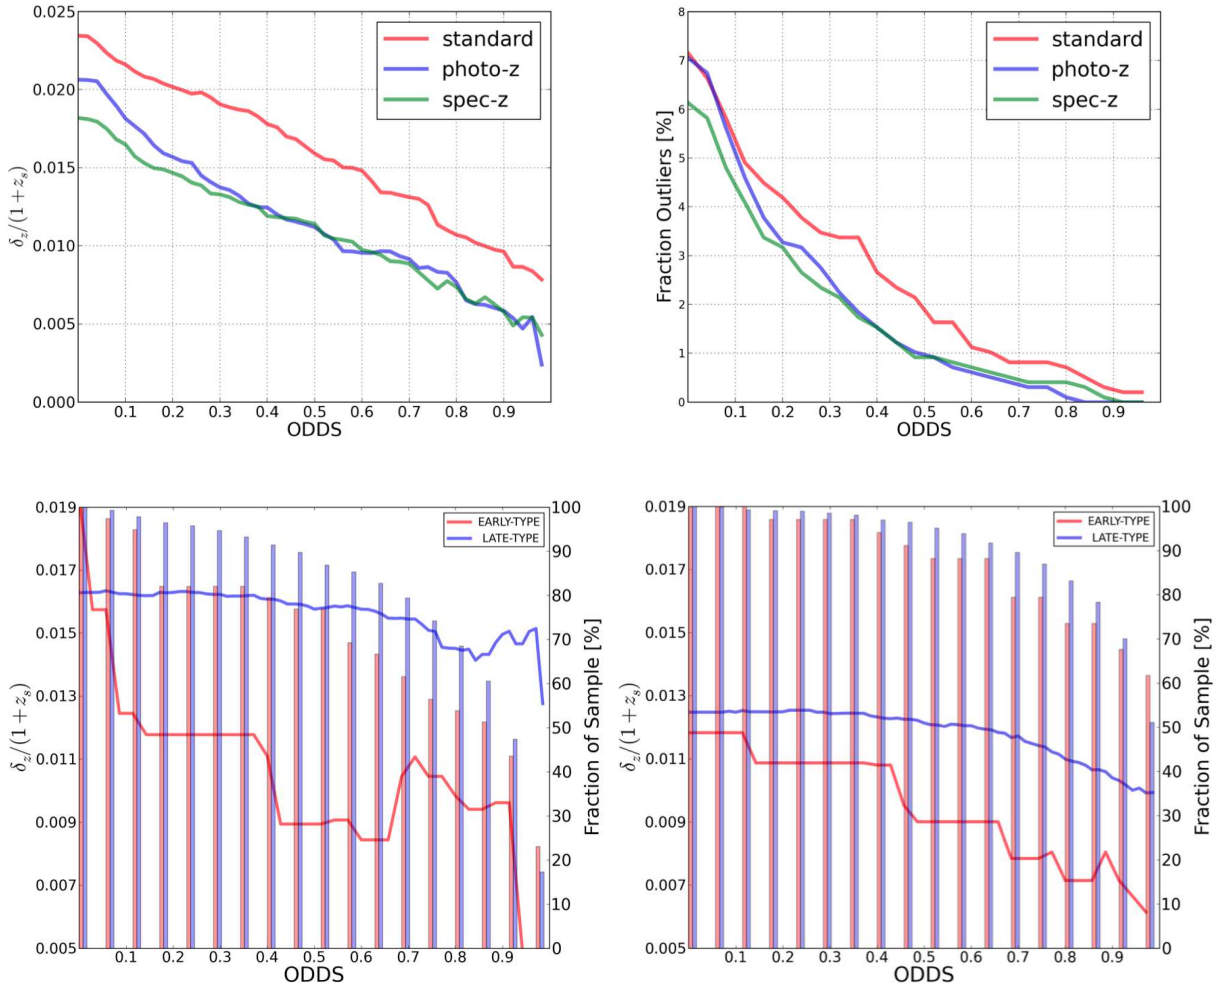 0.025
0.020
0.015
0.010
0.005
0.000
δz/(1+zs)
standard
photo-z
spec-z
0.1 0.2 0.3 0.4 0.5 0.6 0.7 0.8 0.9
ODDS
8
7
6
5
4
3
2
1
0
Fraction Outliers [%]
standard
photo-z
spec-z
0.1 0.2 0.3 0.4 0.5 0.6 0.7 0.8 0.9
ODDS
0.019
0.017
0.015
0.013
0.011
0.009
0.007
0.005
δz/(1+zs)
EARLY-TYPE
LATE-TYPE
100
90
80
70
60
50
40
30
20
10
0
Fraction of Sample [%]
0.1 0.2 0.3 0.4 0.5 0.6 0.7 0.8 0.9
ODDS
0.019
0.017
0.015
0.013
0.011
0.009
0.007
0.005
δz/(1+zs)
EARLY-TYPE
LATE-TYPE
100
90
80
70
60
50
40
30
20
10
0
Fraction of Sample [%]
0.1 0.2 0.3 0.4 0.5 0.6 0.7 0.8 0.9
ODDS